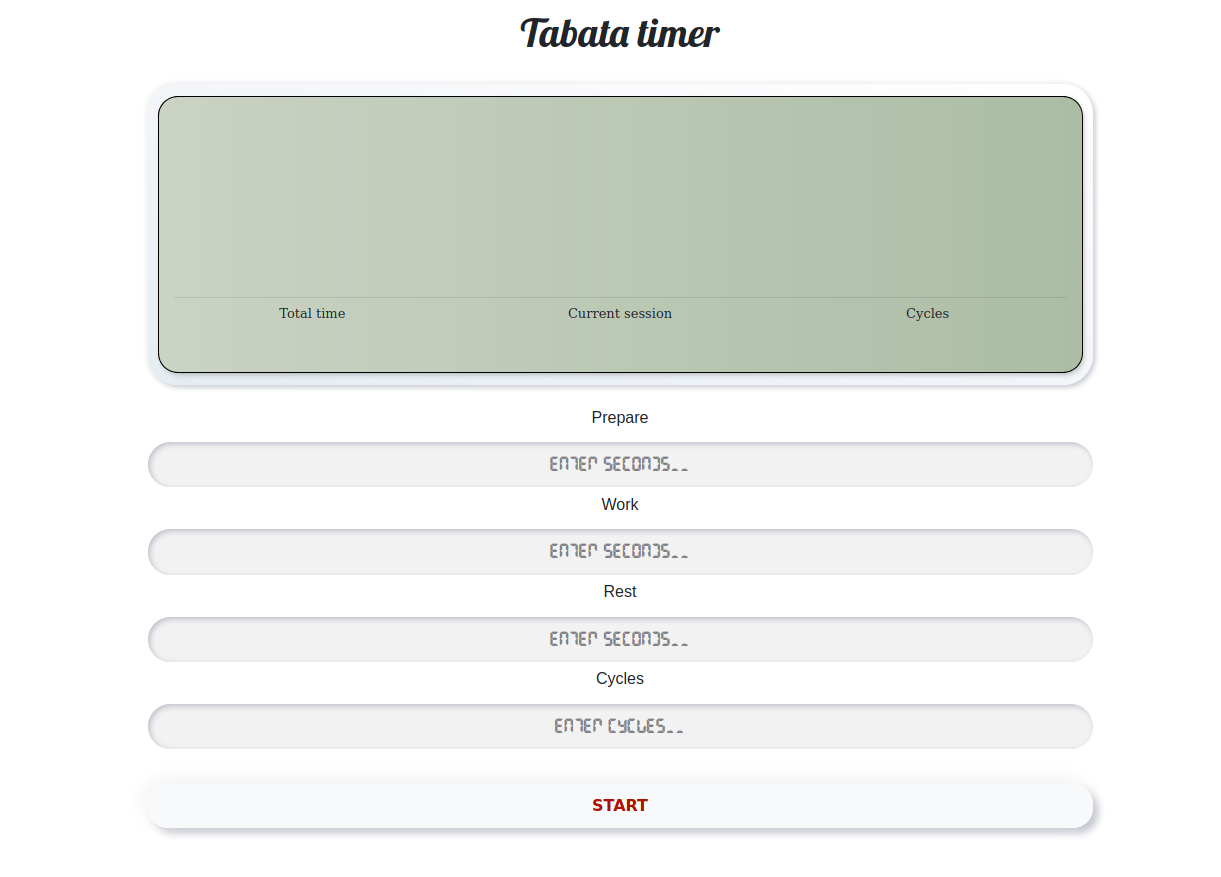 Tabata timer
Total time Current session Cycles
Prepare
ENTER SECONDS..
Work
ENTER SECONDS..
Rest
ENTER SECONDS..
Cycles
ENTER CYCLES..
START